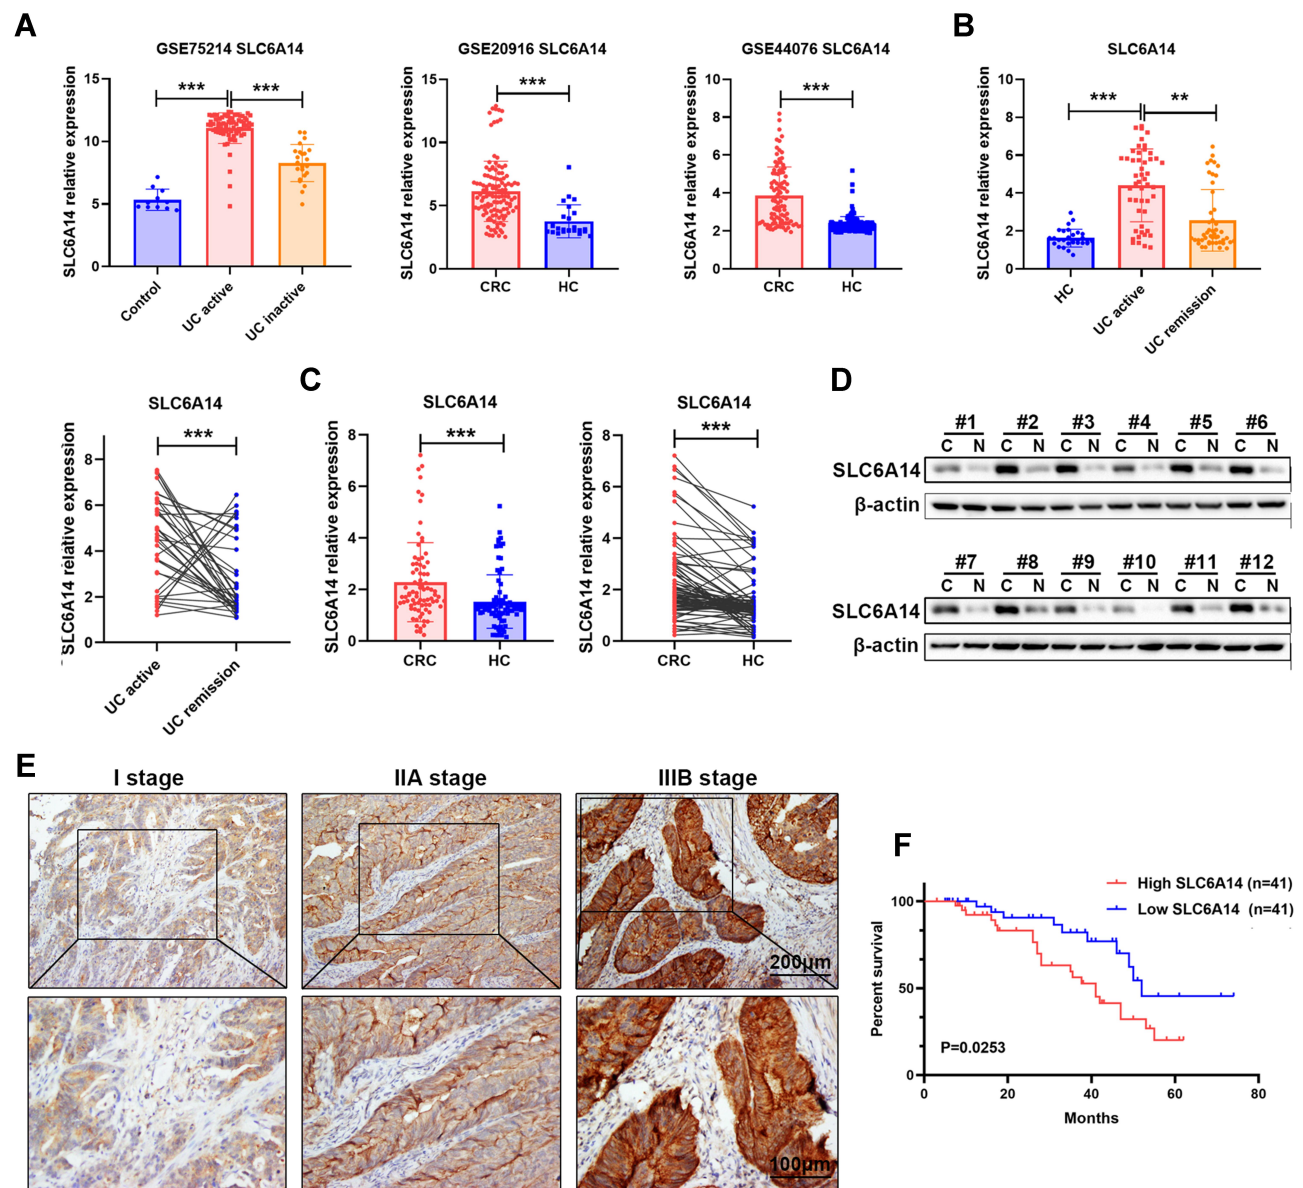 A
GSE75214 SLC6A14
SLC6A14 relative expression
15
10
5
0
***
***
Control
UC active
UC inactive
GSE20916 SLC6A14
SLC6A14 relative expression
15
10
5
0
***
CRC
HC
GSE44076 SLC6A14
SLC6A14 relative expression
10
8
6
4
2
0
***
CRC
HC
B
SLC6A14
SLC6A14 relative expression
10
8
6
4
2
0
***
**
HC
UC active
UC remission
SLC6A14
SLC6A14 relative expression
8
6
4
2
0
***
UC active
UC remission
C
SLC6A14
SLC6A14 relative expression
8
6
4
2
0
***
CRC
HC
SLC6A14
SLC6A14 relative expression
8
6
4
2
0
***
CRC
HC
D
#1 #2 #3 #4 #5 #6
C N C N C N C N C N C N
SLC6A14
β-actin
#7 #8 #9 #10 #11 #12
C N C N C N C N C N C N
SLC6A14
β-actin
E
I stage
IIA stage
IIIB stage
200μm
100μm
F
High SLC6A14 (n=41)
Low SLC6A14 (n=41)
Percent survival
100
50
0
P=0.0253
0 20 40 60 80
Months